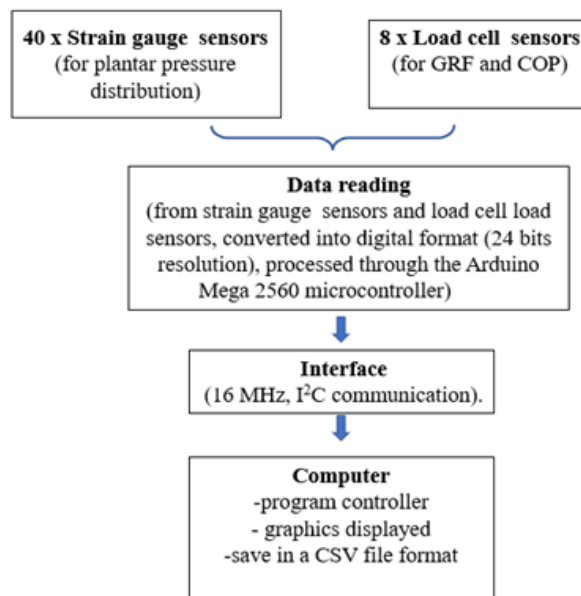 40 x Strain gauge sensors
(for plantar pressure
distribution)
8 x Load cell sensors
(for GRF and COP)
Data reading
(from strain gauge sensors and load cell load
sensors, converted into digital format (24 bits
resolution), processed through the Arduino
Mega 2560 microcontroller)
Interface
(16 MHz, I²C communication).
Computer
-program controller
- graphics displayed
-save in a CSV file format